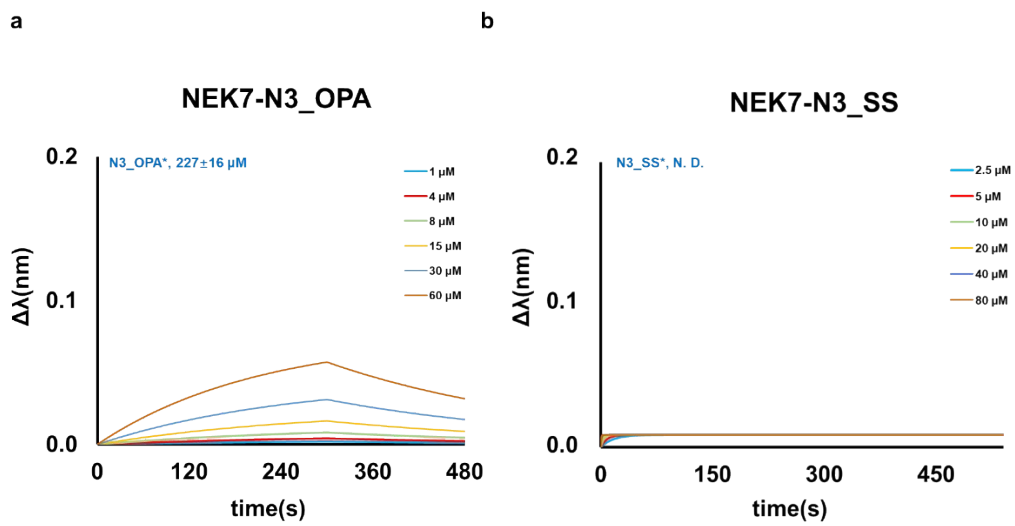 a
NEK7-N3_OPA
0.2
N3_OPA*, 227±16 µM
1 µM
4 µM
8 µM
15 µM
30 µM
60 µM
0.1
Δλ(nm)
0.0
0
120
240
360
480
time(s)
b
NEK7-N3_SS
0.2
N3_SS*, N. D.
2.5 µM
5 µM
10 µM
20 µM
40 µM
80 µM
0.1
Δλ(nm)
0.0
0
150
300
450
time(s)